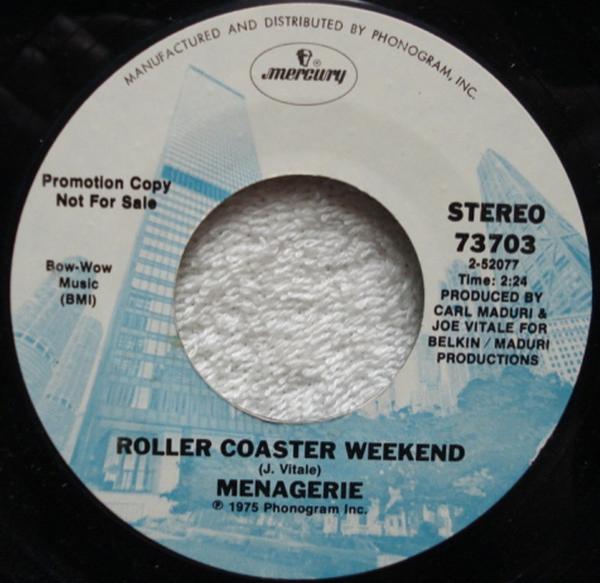 MANUFACTURED AND DISTRIBUTED BY PHONOGRAM, INC.
mercury ®
Promotion Copy
Not For Sale
Bow-Wow
Music
(BMI)
STEREO
73703
2-52077
Time: 2:24
PRODUCED BY
CARL MADURI &
JOE VITALE FOR
BELKIN/MADURI
PRODUCTIONS
ROLLER COASTER WEEKEND
(J. Vitale)
MENAGERIE
℗ 1975 Phonogram Inc.